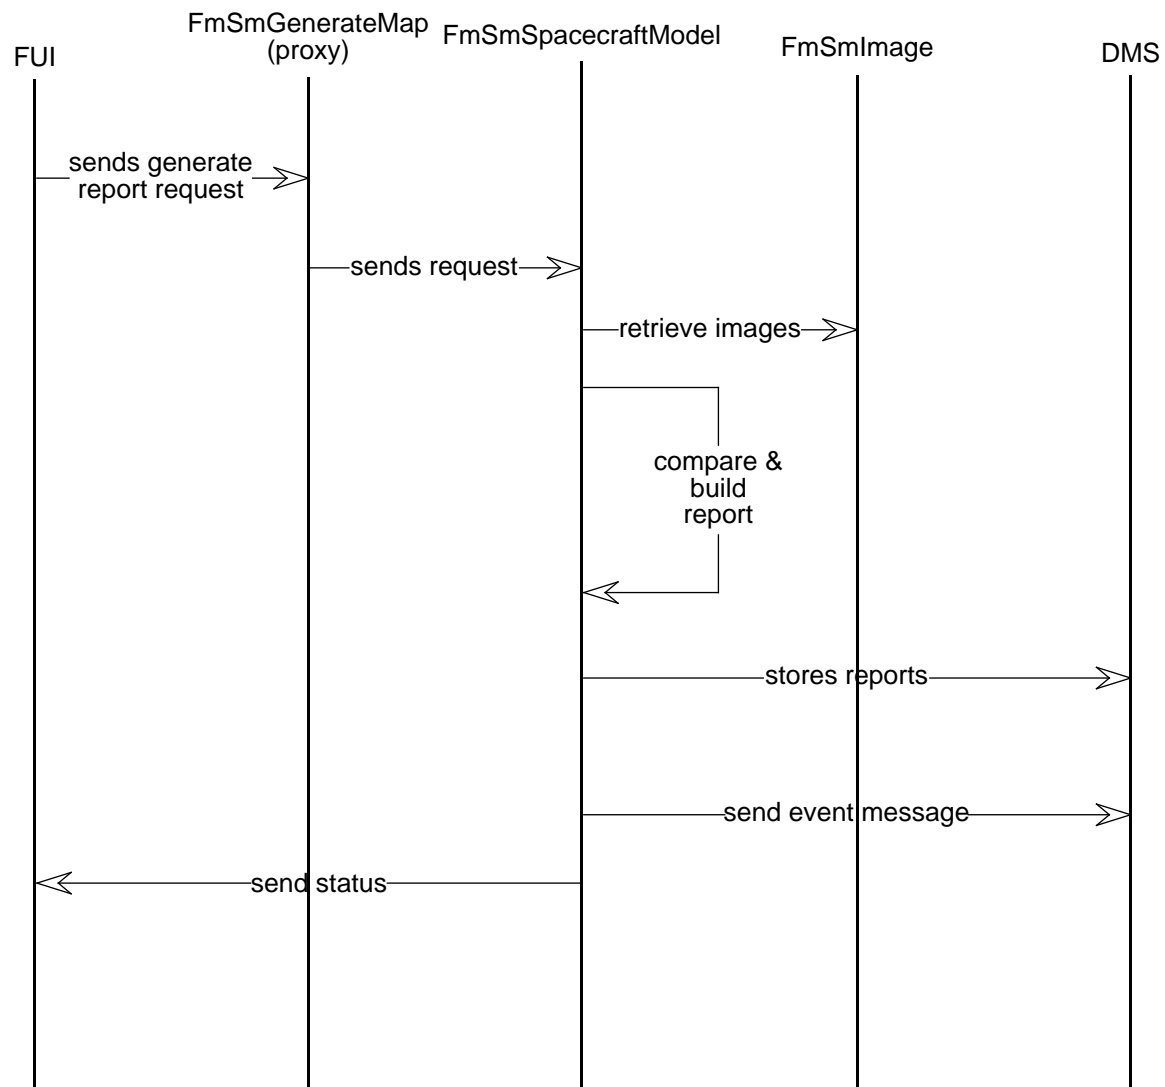 FUI
FmSmGenerateMap
(proxy)
FmSmSpacecraftModel
FmSmImage
DMS
sends generate
report request
sends request
retrieve images
compare &
build
report
stores reports
send event message
send status